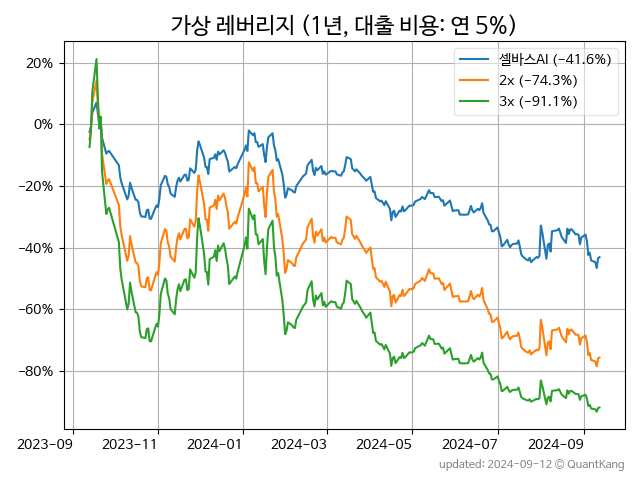 가상 레버리지 (1년, 대출 비용: 연 5%)
셀바스AI (-41.6%)
2x (-74.3%)
3x (-91.1%)
20%
0%
-20%
-40%
-60%
-80%
2023-09 2023-11 2024-01 2024-03 2024-05 2024-07 2024-09
updated: 2024-09-12 © QuantKang